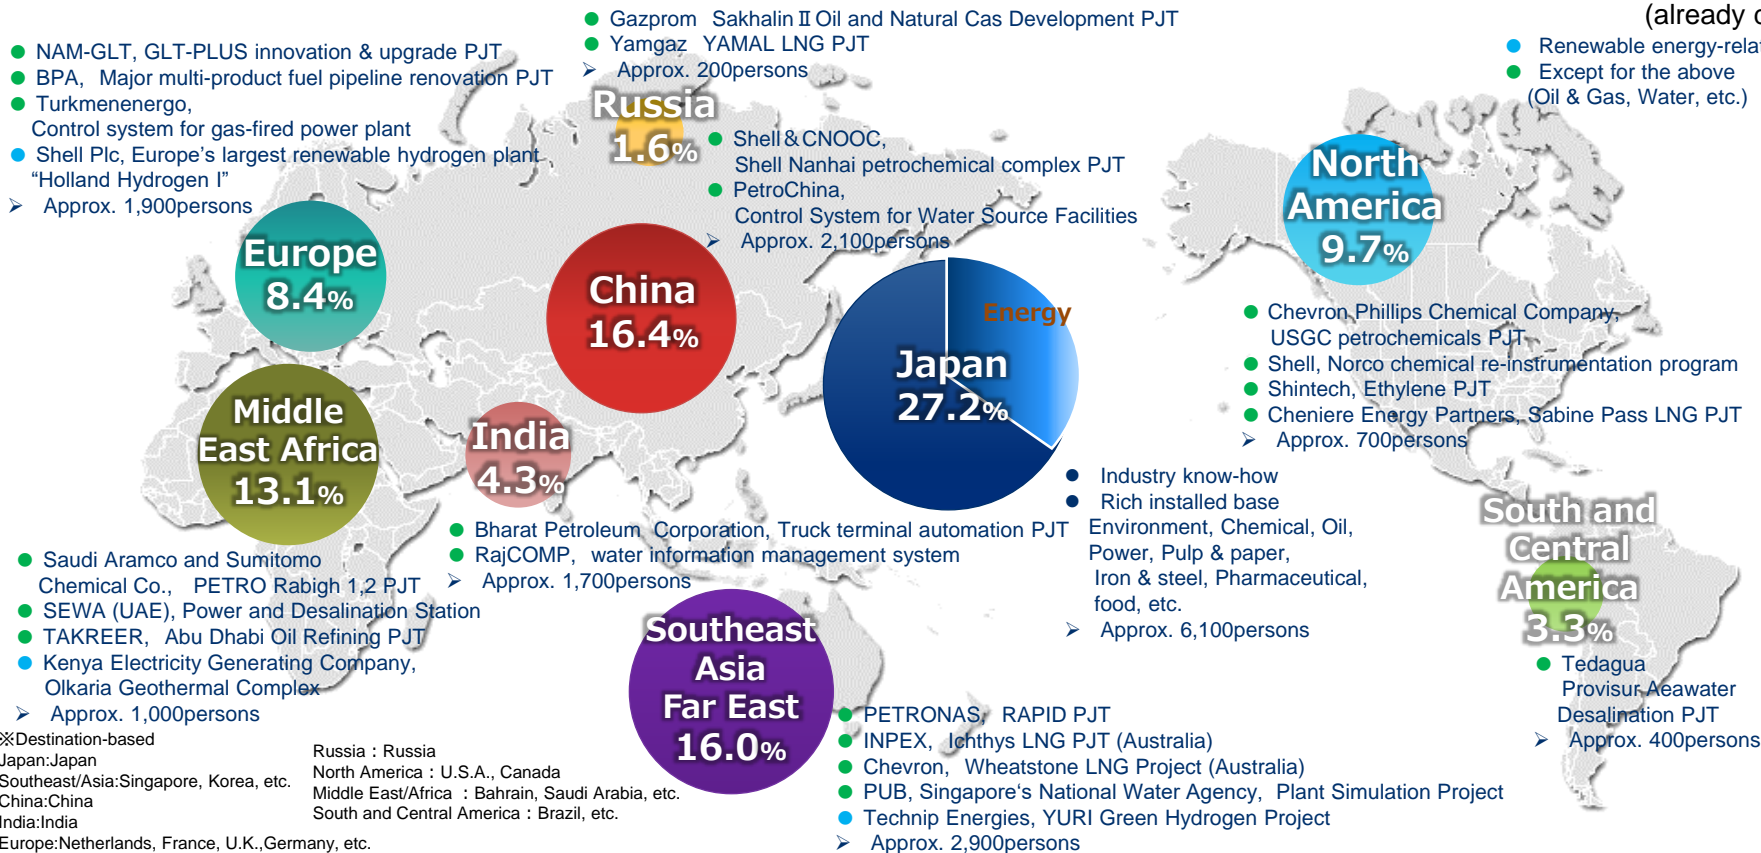 (already
Renewable energy-relat
Except for the above
(Oil & Gas, Water, etc.)
Gazprom Sakhalin Ⅱ Oil and Natural Cas Development PJT
Yamgaz YAMAL LNG PJT
Approx. 200persons
Russia
1.6%
NAM-GLT, GLT-PLUS innovation & upgrade PJT
BPA, Major multi-product fuel pipeline renovation PJT
Turkmenenergo,
Control system for gas-fired power plant
Shell Plc, Europe's largest renewable hydrogen plant
“Holland Hydrogen I”
Approx. 1,900persons
Europe
8.4%
Shell＆CNOOC,
Shell Nanhai petrochemical complex PJT
PetroChina,
Control System for Water Source Facilities
Approx. 2,100persons
China
16.4%
North
America
9.7%
Chevron Phillips Chemical Company,
USGC petrochemicals PJT
Shell, Norco chemical re-instrumentation program
Shintech, Ethylene PJT
Cheniere Energy Partners, Sabine Pass LNG PJT
Approx. 700persons
Energy
Japan
27.2%
Industry know-how
Rich installed base
Environment, Chemical, Oil,
Power, Pulp & paper,
Iron & steel, Pharmaceutical,
food, etc.
Approx. 6,100persons
Middle
East Africa
13.1%
Saudi Aramco and Sumitomo
Chemical Co., PETRO Rabigh 1,2 PJT
SEWA (UAE), Power and Desalination Station
TAKREER, Abu Dhabi Oil Refining PJT
Kenya Electricity Generating Company,
Olkaria Geothermal Complex
Approx. 1,000persons
India
4.3%
Bharat Petroleum Corporation, Truck terminal automation PJT
RajCOMP, water information management system
Approx. 1,700persons
Southeast
Asia
Far East
16.0%
PETRONAS, RAPID PJT
INPEX, Ichthys LNG PJT (Australia)
Chevron, Wheatstone LNG Project (Australia)
PUB, Singapore‘s National Water Agency, Plant Simulation Project
Technip Energies, YURI Green Hydrogen Project
Approx. 2,900persons
South and
Central
America
3.3%
Tedagua
Provisur Aeawater
Desalination PJT
Approx. 400persons
※Destination-based
Japan:Japan
Southeast/Asia:Singapore, Korea, etc.
China:China
India:India
Europe:Netherlands, France, U.K.,Germany, etc.
Russia：Russia
North America：U.S.A., Canada
Middle East/Africa ：Bahrain, Saudi Arabia, etc.
South and Central America：Brazil, etc.